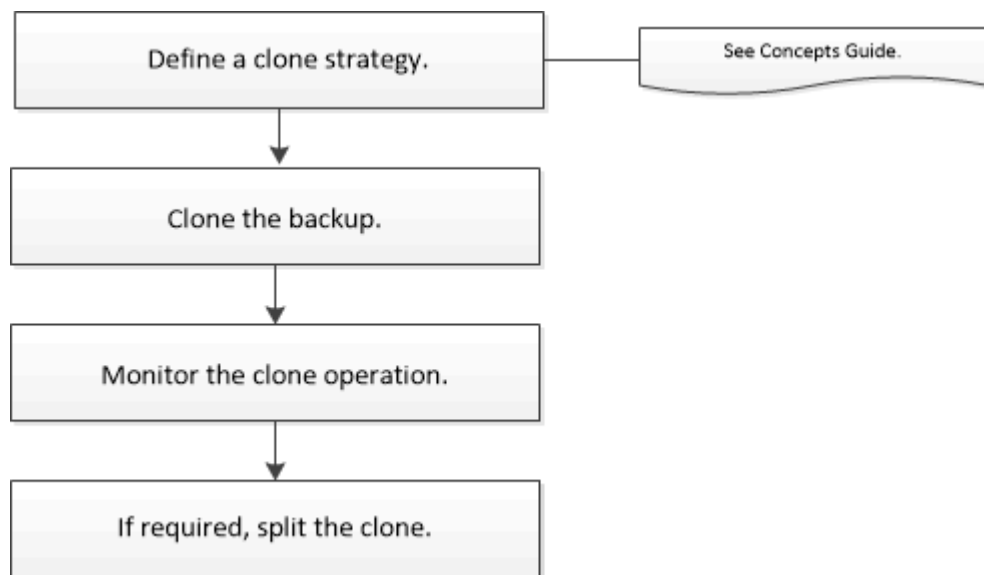 Define a clone strategy.
See Concepts Guide.
Clone the backup.
Monitor the clone operation.
If required, split the clone.